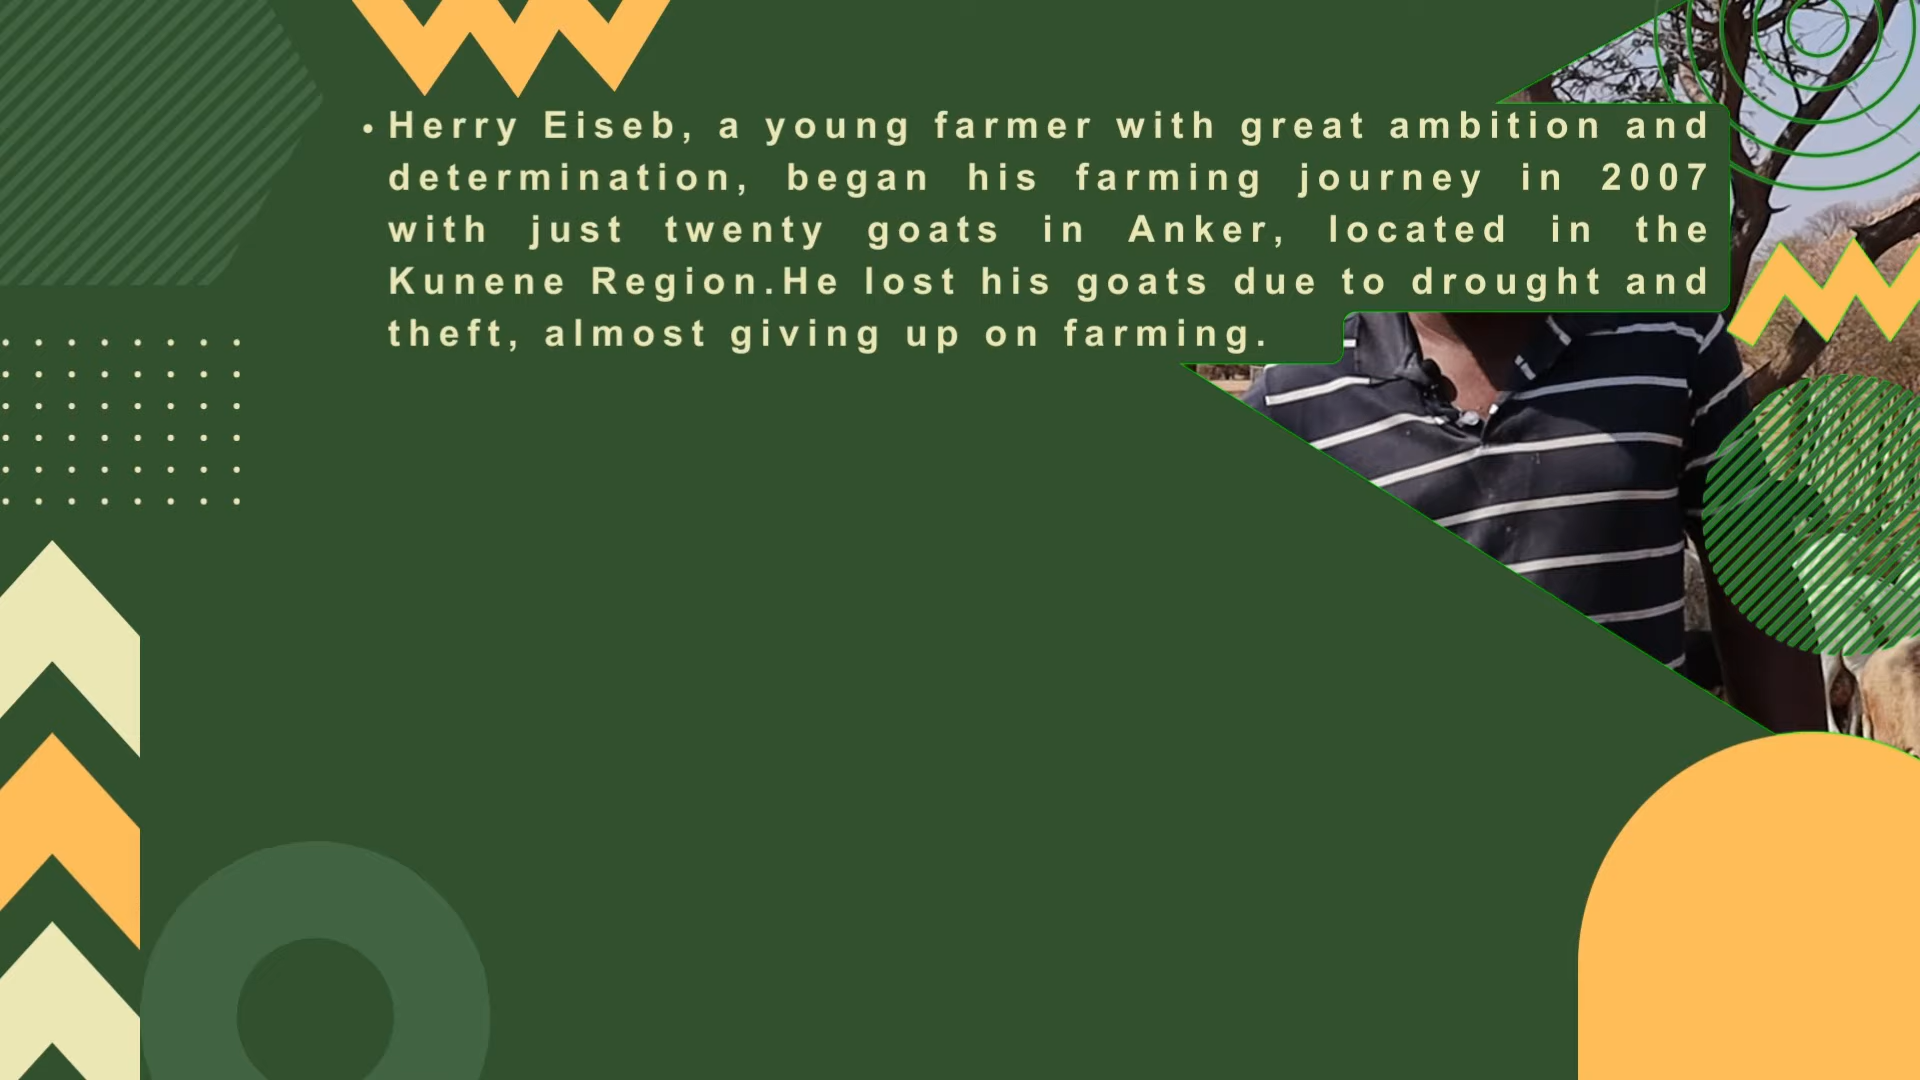 • Herry Eiseb, a young farmer with great ambition and
determination, began his farming journey in 2007
with just twenty goats in Anker, located in the
Kunene Region.He lost his goats due to drought and
theft, almost giving up on farming.